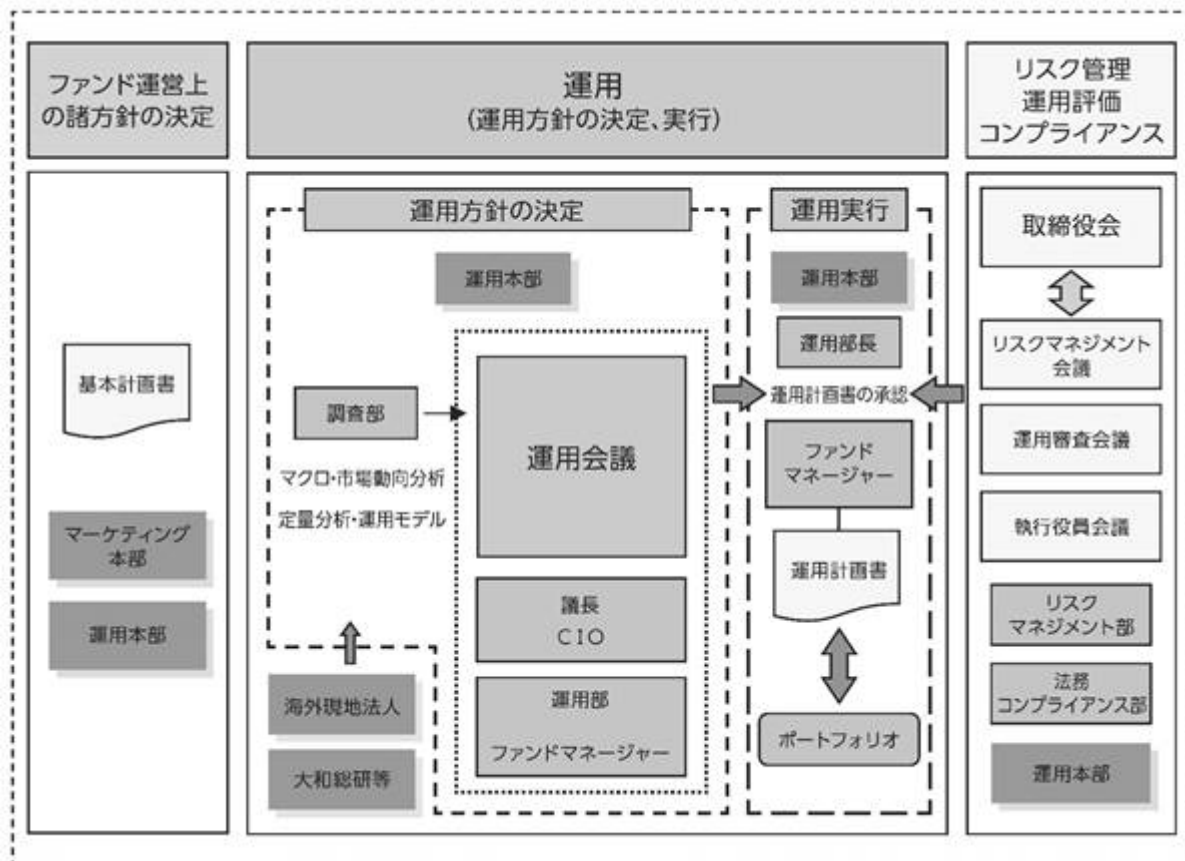 ファンド運営上
の諸方針の決定
運用
(運用方針の決定、実行)
リスク管理
運用評価
コンプライアンス
基本計画書
マーケティング
本部
運用本部
運用方針の決定
運用本部
調査部
マクロ・市場動向分析
定量分析・運用モデル
運用会議
議長
CIO
運用部
ファンドマネージャー
海外現地法人
大和総研等
運用実行
運用本部
運用部長
運用計画書の承認
ファンド
マネージャー
運用計画書
ポートフォリオ
取締役会
リスクマネジメント
会議
運用審査会議
執行役員会議
リスク
マネジメント部
法務
コンプライアンス部
運用本部